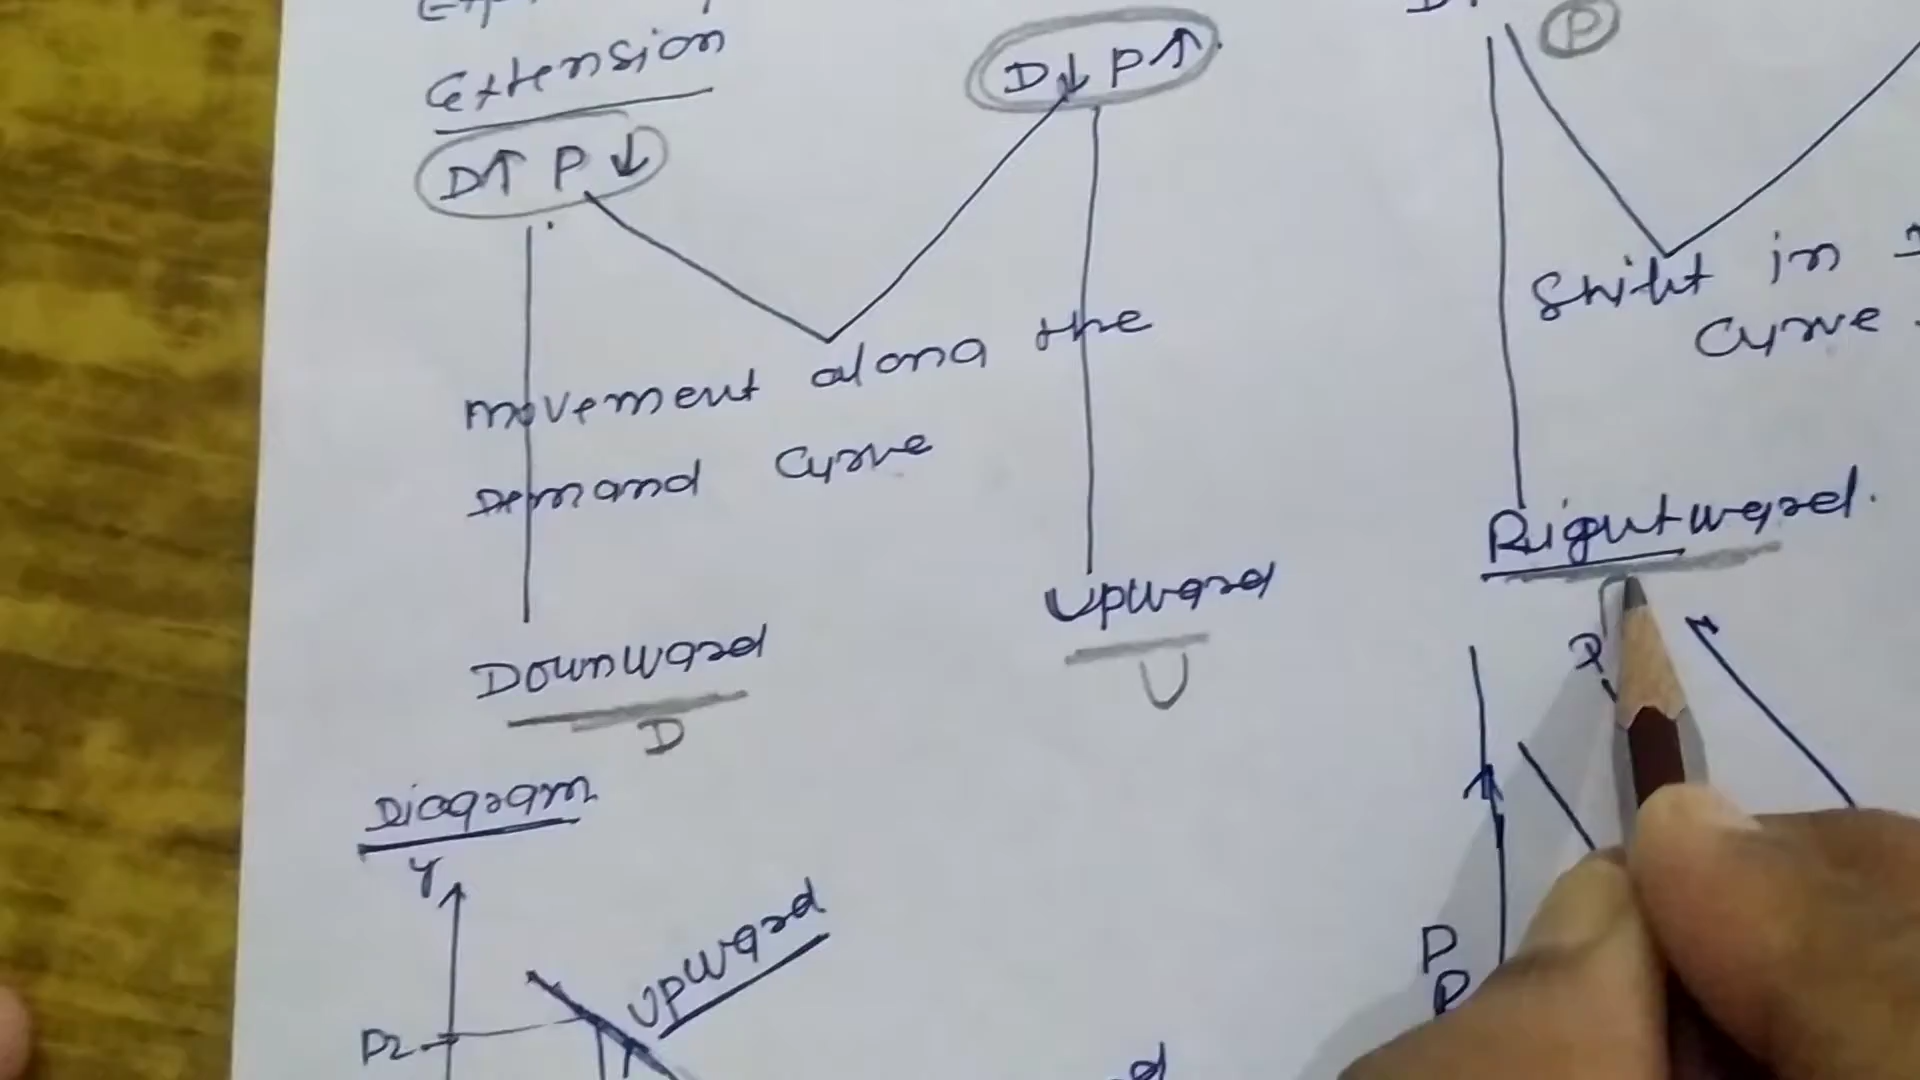 Extension
D↑ P↓
D↓ P↑
P
movement along the
Demand Curve
Shift in
Curve
Downward
D
Upward
U
Rightward.
Diagram
Y
P2
Upward
P
P